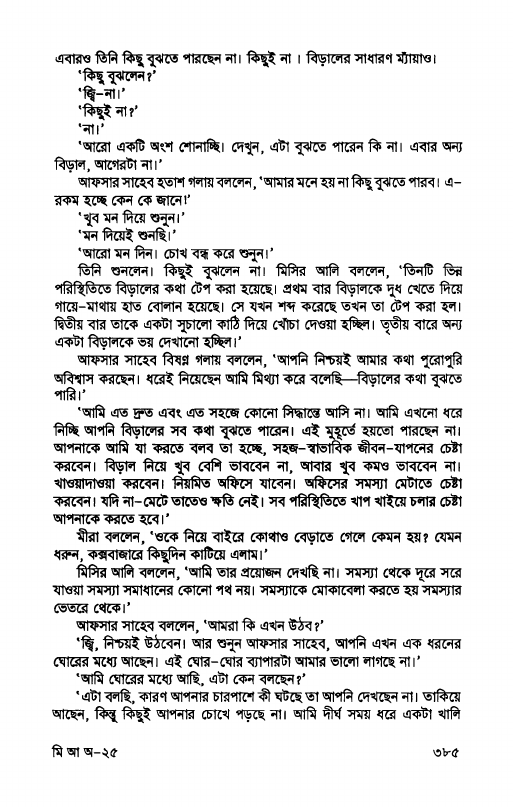 এবারও তিনি কিছু বুঝতে পারছেন না। কিছুই না । বিড়ালের সাধারণ ম্যাঁয়াও।
'কিছু বুঝলেন?'
'জ্বি-না।'
'কিছুই না?'
'না।'
'আরো একটি অংশ শোনাচ্ছি। দেখুন, এটা বুঝতে পারেন কি না। এবার অন্য
বিড়াল, আগেরটা না।'
আফসার সাহেব হতাশ গলায় বললেন, 'আমার মনে হয় না কিছু বুঝতে পারব। এ-
রকম হচ্ছে কেন কে জানে!'
'খুব মন দিয়ে শুনুন।'
'মন দিয়েই শুনছি।'
'আরো মন দিন। চোখ বন্ধ করে শুনুন।'
তিনি শুনলেন। কিছুই বুঝলেন না। মিসির আলি বললেন, 'তিনটি ভিন্ন
পরিস্থিতিতে বিড়ালের কথা টেপ করা হয়েছে। প্রথম বার বিড়ালকে দুধ খেতে দিয়ে
গায়ে-মাথায় হাত বোলান হয়েছে। সে যখন শব্দ করেছে তখন তা টেপ করা হল।
দ্বিতীয় বার তাকে একটা সুচালো কাঠি দিয়ে খোঁচা দেওয়া হচ্ছিল। তৃতীয় বারে অন্য
একটা বিড়ালকে ভয় দেখানো হচ্ছিল।'
আফসার সাহেব বিষণ্ন গলায় বললেন, 'আপনি নিশ্চয়ই আমার কথা পুরোপুরি
অবিশ্বাস করছেন। ধরেই নিয়েছেন আমি মিথ্যা করে বলেছি—বিড়ালের কথা বুঝতে
পারি।'
'আমি এত দ্রুত এবং এত সহজে কোনো সিদ্ধান্তে আসি না। আমি এখনো ধরে
নিচ্ছি আপনি বিড়ালের সব কথা বুঝতে পারেন। এই মুহূর্তে হয়তো পারছেন না।
আপনাকে আমি যা করতে বলব তা হচ্ছে, সহজ-স্বাভাবিক জীবন-যাপনের চেষ্টা
করবেন। বিড়াল নিয়ে খুব বেশি ভাববেন না, আবার খুব কমও ভাববেন না।
খাওয়াদাওয়া করবেন। নিয়মিত অফিসে যাবেন। অফিসের সমস্যা মেটাতে চেষ্টা
করবেন। যদি না-মেটে তাতেও ক্ষতি নেই। সব পরিস্থিতিতে খাপ খাইয়ে চলার চেষ্টা
আপনাকে করতে হবে।'
মীরা বললেন, 'ওকে নিয়ে বাইরে কোথাও বেড়াতে গেলে কেমন হয়? যেমন
ধরুন, কক্সবাজারে কিছুদিন কাটিয়ে এলাম।'
মিসির আলি বললেন, 'আমি তার প্রয়োজন দেখছি না। সমস্যা থেকে দূরে সরে
যাওয়া সমস্যা সমাধানের কোনো পথ নয়। সমস্যাকে মোকাবেলা করতে হয় সমস্যার
ভেতরে থেকে।'
আফসার সাহেব বললেন, 'আমরা কি এখন উঠব?'
'জ্বি, নিশ্চয়ই উঠবেন। আর শুনুন আফসার সাহেব, আপনি এখন এক ধরনের
ঘোরের মধ্যে আছেন। এই ঘোর-ঘোর ব্যাপারটা আমার ভালো লাগছে না।'
'আমি ঘোরের মধ্যে আছি, এটা কেন বলছেন?'
'এটা বলছি, কারণ আপনার চারপাশে কী ঘটছে তা আপনি দেখছেন না। তাকিয়ে
আছেন, কিন্তু কিছুই আপনার চোখে পড়ছে না। আমি দীর্ঘ সময় ধরে একটা খালি
মি আ অ-২৫
৩৮৫